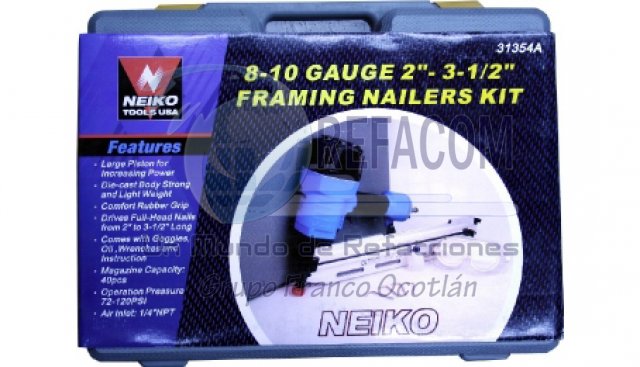 31354A
8-10 GAUGE 2"- 3-1/2"
FRAMING NAILERS KIT
NEIKO
TOOLS USA
Features
• Large Piston for
Increasing Power
• Die-cast Body Strong
and Light Weight
• Comfort Rubber Grip
• Drives Full-Head Nails
from 2" to 3-1/2" Long
• Comes with Goggles,
Oil, Wrenches and
Instruction
• Magazine Capacity:
40pcs
• Operation Pressure
72-120PSI
• Air Inlet: 1/4"NPT
REFACOM
Mundo de Refacciones
Grupo Franco Ocotlán
NEIKO